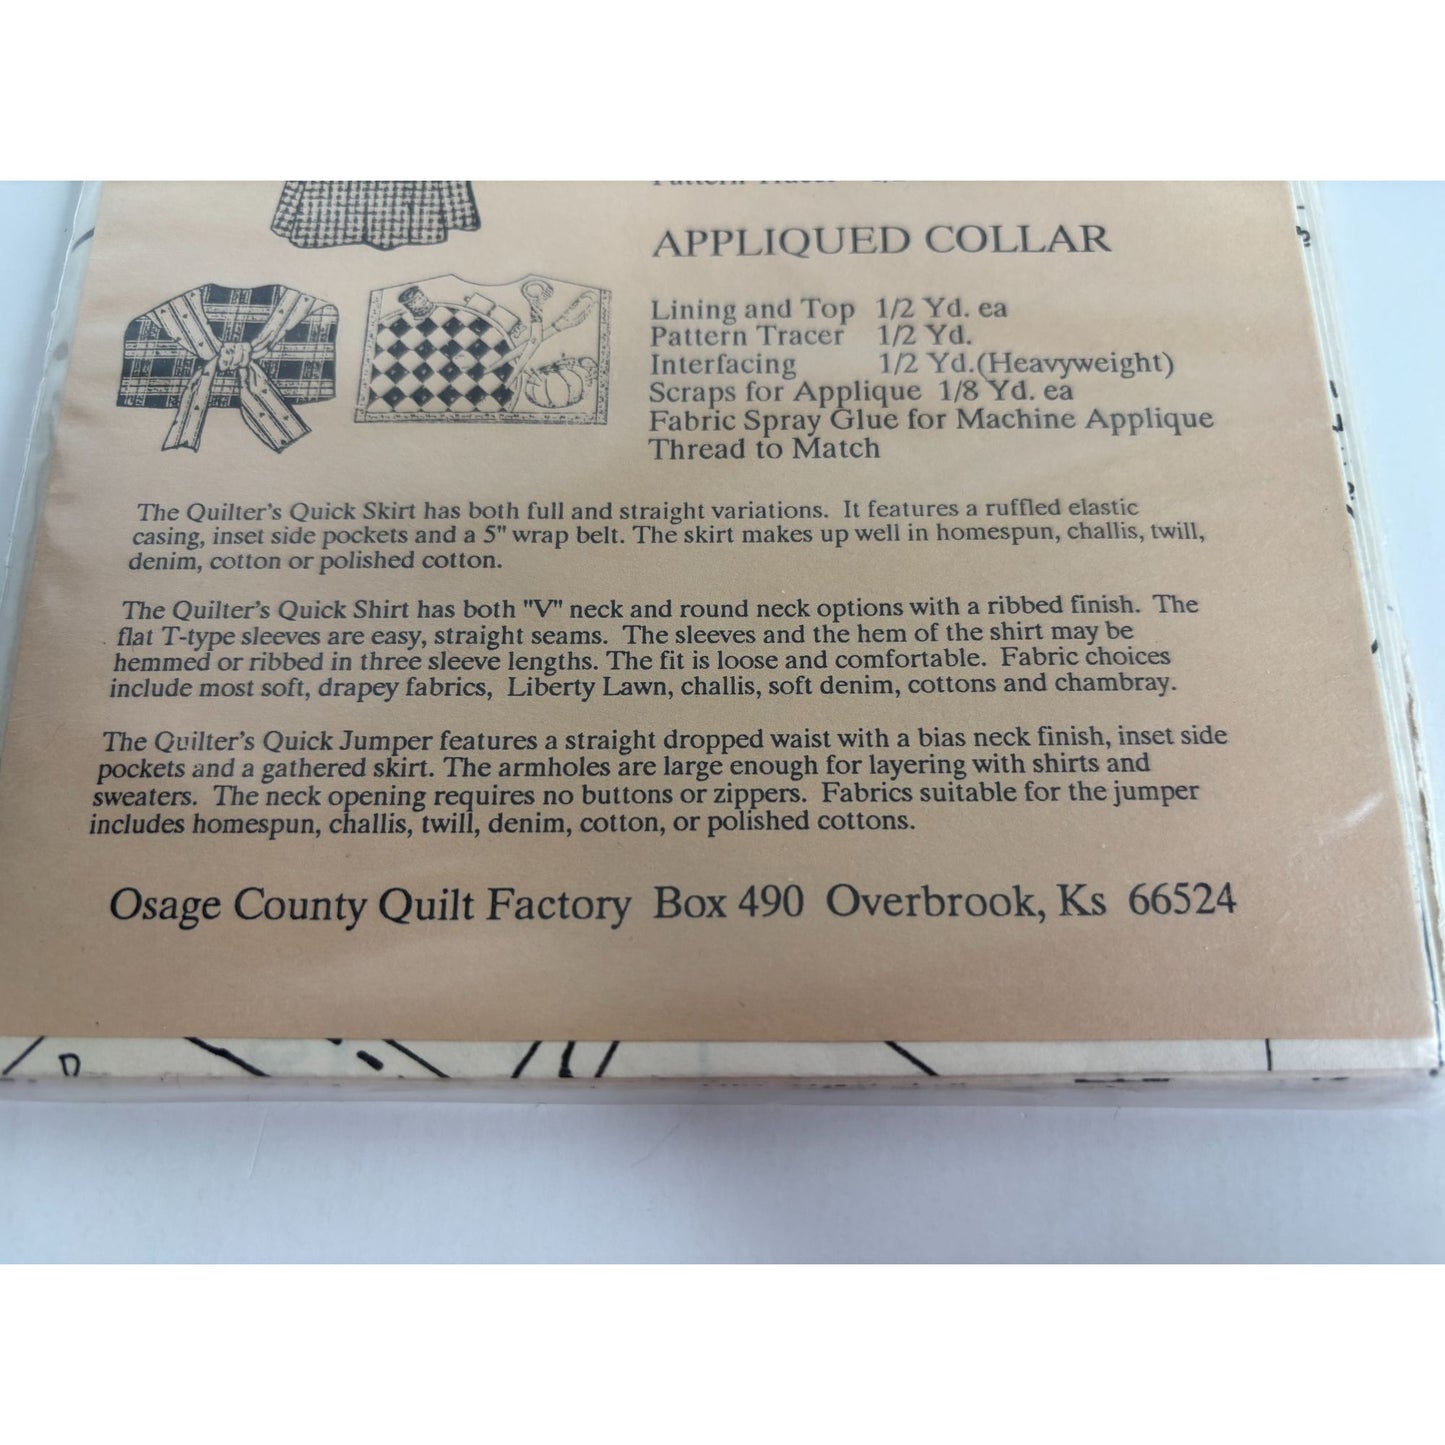 Pattern Tracer
APPLIQUED COLLAR
Lining and Top 1/2 Yd. ea
Pattern Tracer 1/2 Yd.
Interfacing 1/2 Yd.(Heavyweight)
Scraps for Applique 1/8 Yd. ea
Fabric Spray Glue for Machine Applique
Thread to Match
The Quilter's Quick Skirt has both full and straight variations. It features a ruffled elastic
casing, inset side pockets and a 5" wrap belt. The skirt makes up well in homespun, challis, twill,
denim, cotton or polished cotton.
The Quilter's Quick Shirt has both "V" neck and round neck options with a ribbed finish. The
flat T-type sleeves are easy, straight seams. The sleeves and the hem of the shirt may be
hemmed or ribbed in three sleeve lengths. The fit is loose and comfortable. Fabric choices
include most soft, drapey fabrics, Liberty Lawn, challis, soft denim, cottons and chambray.
The Quilter's Quick Jumper features a straight dropped waist with a bias neck finish, inset side
pockets and a gathered skirt. The armholes are large enough for layering with shirts and
sweaters. The neck opening requires no buttons or zippers. Fabrics suitable for the jumper
includes homespun, challis, twill, denim, cotton, or polished cottons.
Osage County Quilt Factory Box 490 Overbrook, Ks 66524